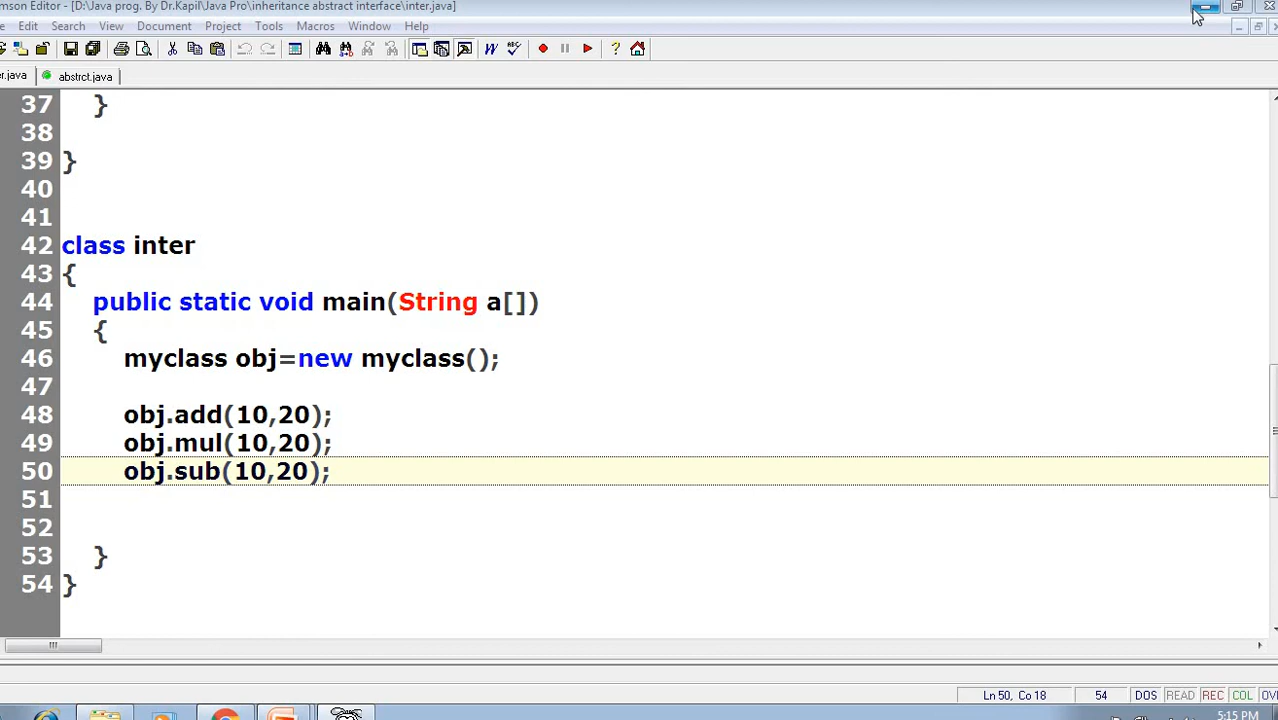 mson Editor - [D:\Java prog. By Dr.Kapil\Java Pro\inheritance abstract interface\inter.java]
Edit Search View Document Project Tools Macros Window Help
r.java abstrct.java
37 }
38
39 }
40
41
42 class inter
43 {
44 public static void main(String a[])
45 {
46 myclass obj=new myclass();
47
48 obj.add(10,20);
49 obj.mul(10,20);
50 obj.sub(10,20);
51
52
53 }
54 }
Ln 50, Co 18 54 DOS READ REC COL OV
5:15 PM